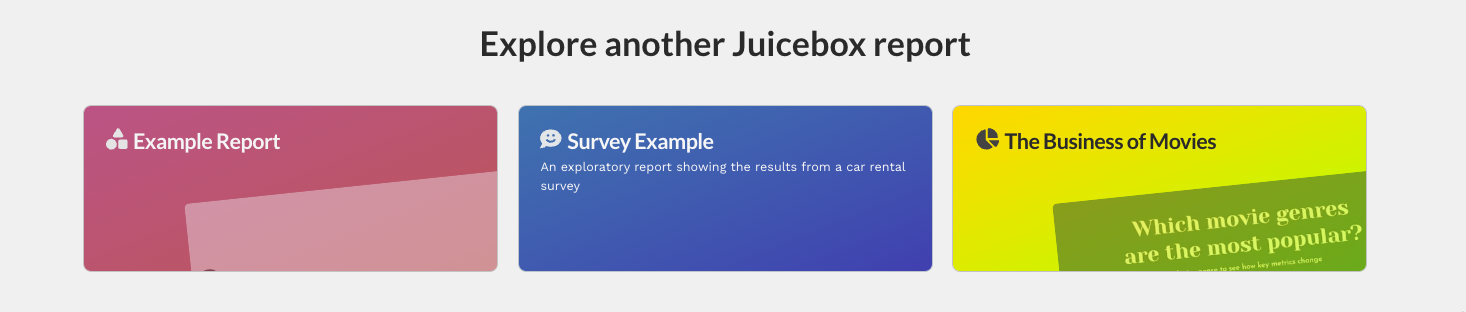 Explore another Juicebox report
Example Report
Survey Example
An exploratory report showing the results from a car rental
survey
The Business of Movies
Which movie genres
are the most popular?
to see how key metrics change